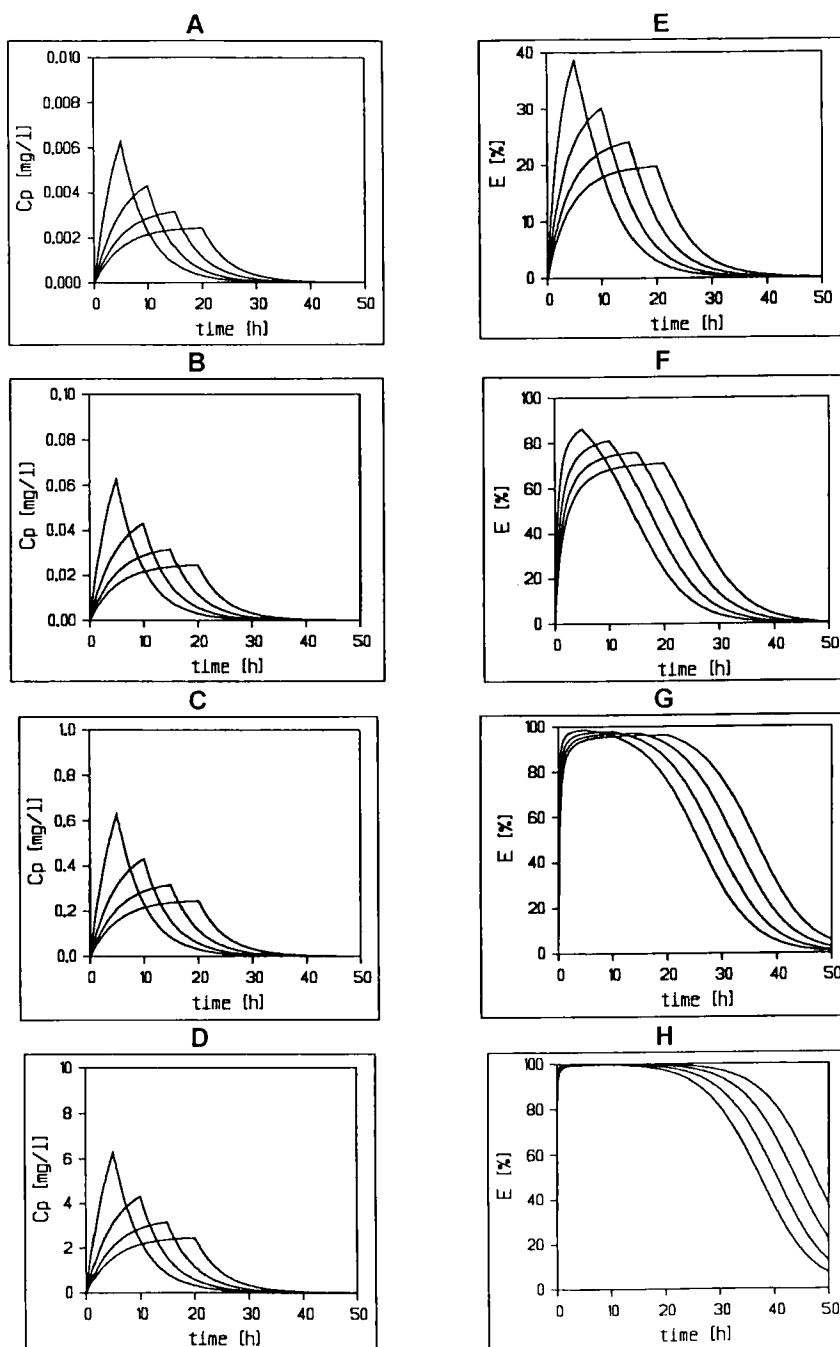 A
Cp [mg/l]
0.010
0.008
0.006
0.004
0.002
0.000
0 10 20 30 40 50
time [h]
E
E [%]
40
30
20
10
0
0 10 20 30 40 50
time [h]
B
Cp [mg/l]
0.10
0.08
0.06
0.04
0.02
0.00
0 10 20 30 40 50
time [h]
F
E [%]
100
80
60
40
20
0
0 10 20 30 40 50
time [h]
C
Cp [mg/l]
1.0
0.8
0.6
0.4
0.2
0.0
0 10 20 30 40 50
time [h]
G
E [%]
100
80
60
40
20
0
0 10 20 30 40 50
time [h]
D
Cp [mg/l]
10
8
6
4
2
0
0 10 20 30 40 50
time [h]
H
E [%]
100
80
60
40
20
0
0 10 20 30 40 50
time [h]